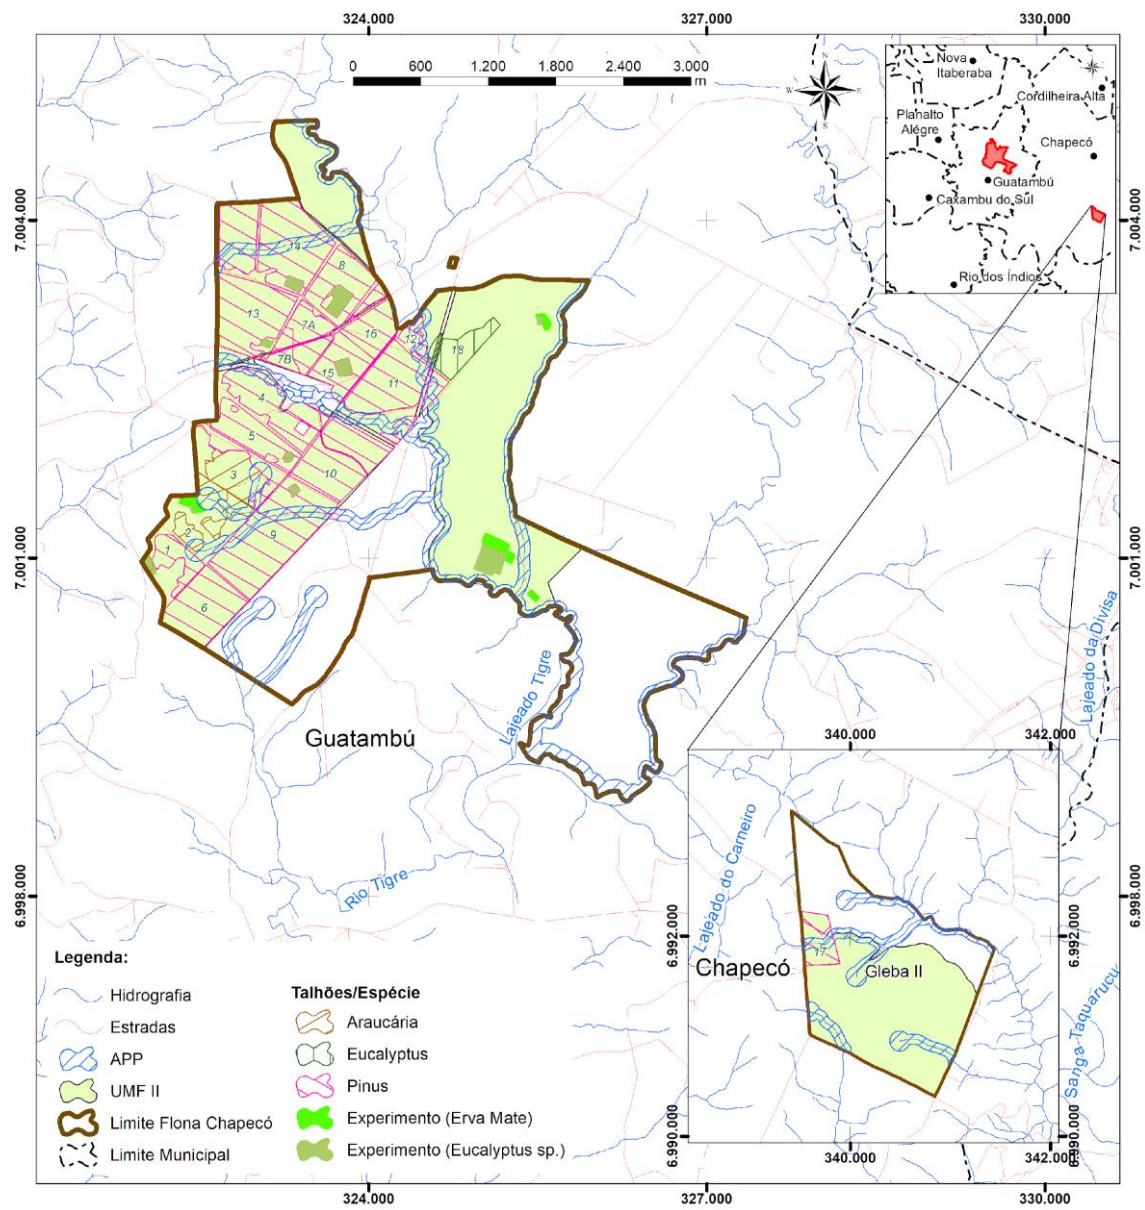 324.000
327.000
330.000
0
600
1.200
1.800
2.400
3.000
m
N
W
E
S
Nova
Itaberaba
Cordilheira Alta
Planalto
Alégre
Chapecó
Guatambú
Caxambu do Sul
Rio dos Índios
7.004.000
7.004.000
14
8
13
7A
16
12
18
7B
15
11
4
5
3
10
2
9
1
6
7.001.000
7.001.000
Guatambú
Lajeado Tigre
Rio Tigre
Lajeado da Divisa
6.998.000
6.998.000
340.000
342.000
Lajeado do Carneiro
6.992.000
6.992.000
17
Gleba II
Chapecó
Sanga Taquaruçu
6.990.000
6.990.000
340.000
342.000
Legenda:
Hidrografia
Estradas
APP
UMF II
Limite Flona Chapecó
Limite Municipal
Talhões/Espécie
Araucária
Eucalyptus
Pinus
Experimento (Erva Mate)
Experimento (Eucalyptus sp.)
324.000
327.000
330.000